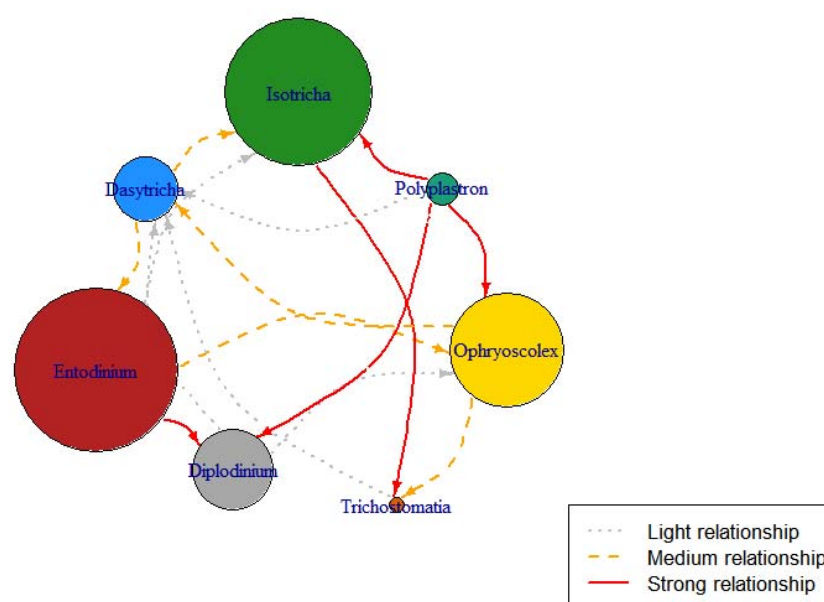 Isotricha
Dasytricha
Polyplastron
Entodinium
Ophryoscolex
Diplodinium
Trichostomatia
Light relationship
Medium relationship
Strong relationship